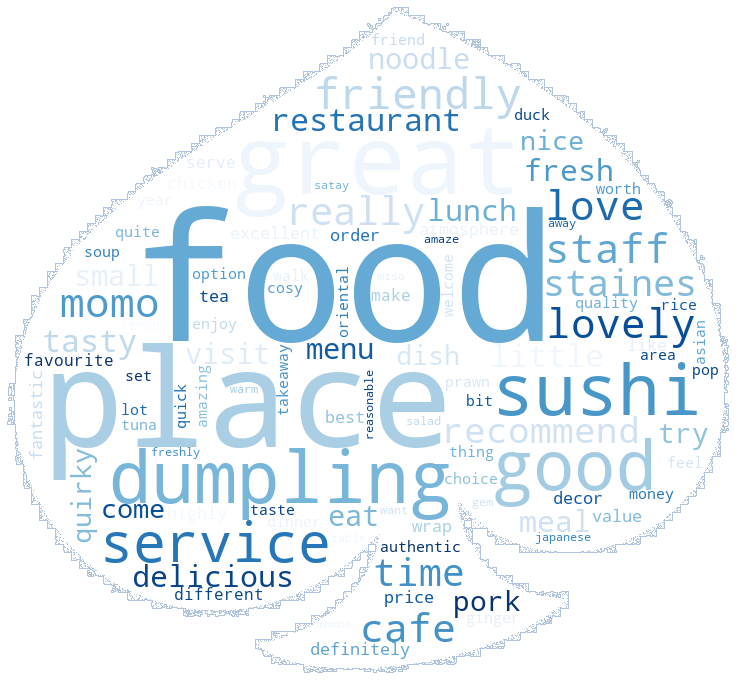 friend
noodle
friendly
restaurant
duck
great
nice
serve
fresh
chicken
satay
worth
year
really
lunch
love
away
quite
excellent
order
atmosphere
amaze
staff
soup
food
small
option
walk
miso
welcome
staines
momo
tea
cosy
oriental
make
quality
rice
enjoy
lovely
tasty
visit
menu
dish
little
like
area
asian
favourite
set
quick
amazing
takeaway
reasonable
prawn
pop
place
warm
sushi
fantastic
lot
tuna
best
salad
bit
recommend
try
quirky
freshly
dumpling
thing
good
feel
choice
decor
money
come
highly
taste
dinner
eat
want
gem
wrap
meal
value
service
table
authentic
japanese
delicious
time
different
price
pork
cafe
ginger
definitely